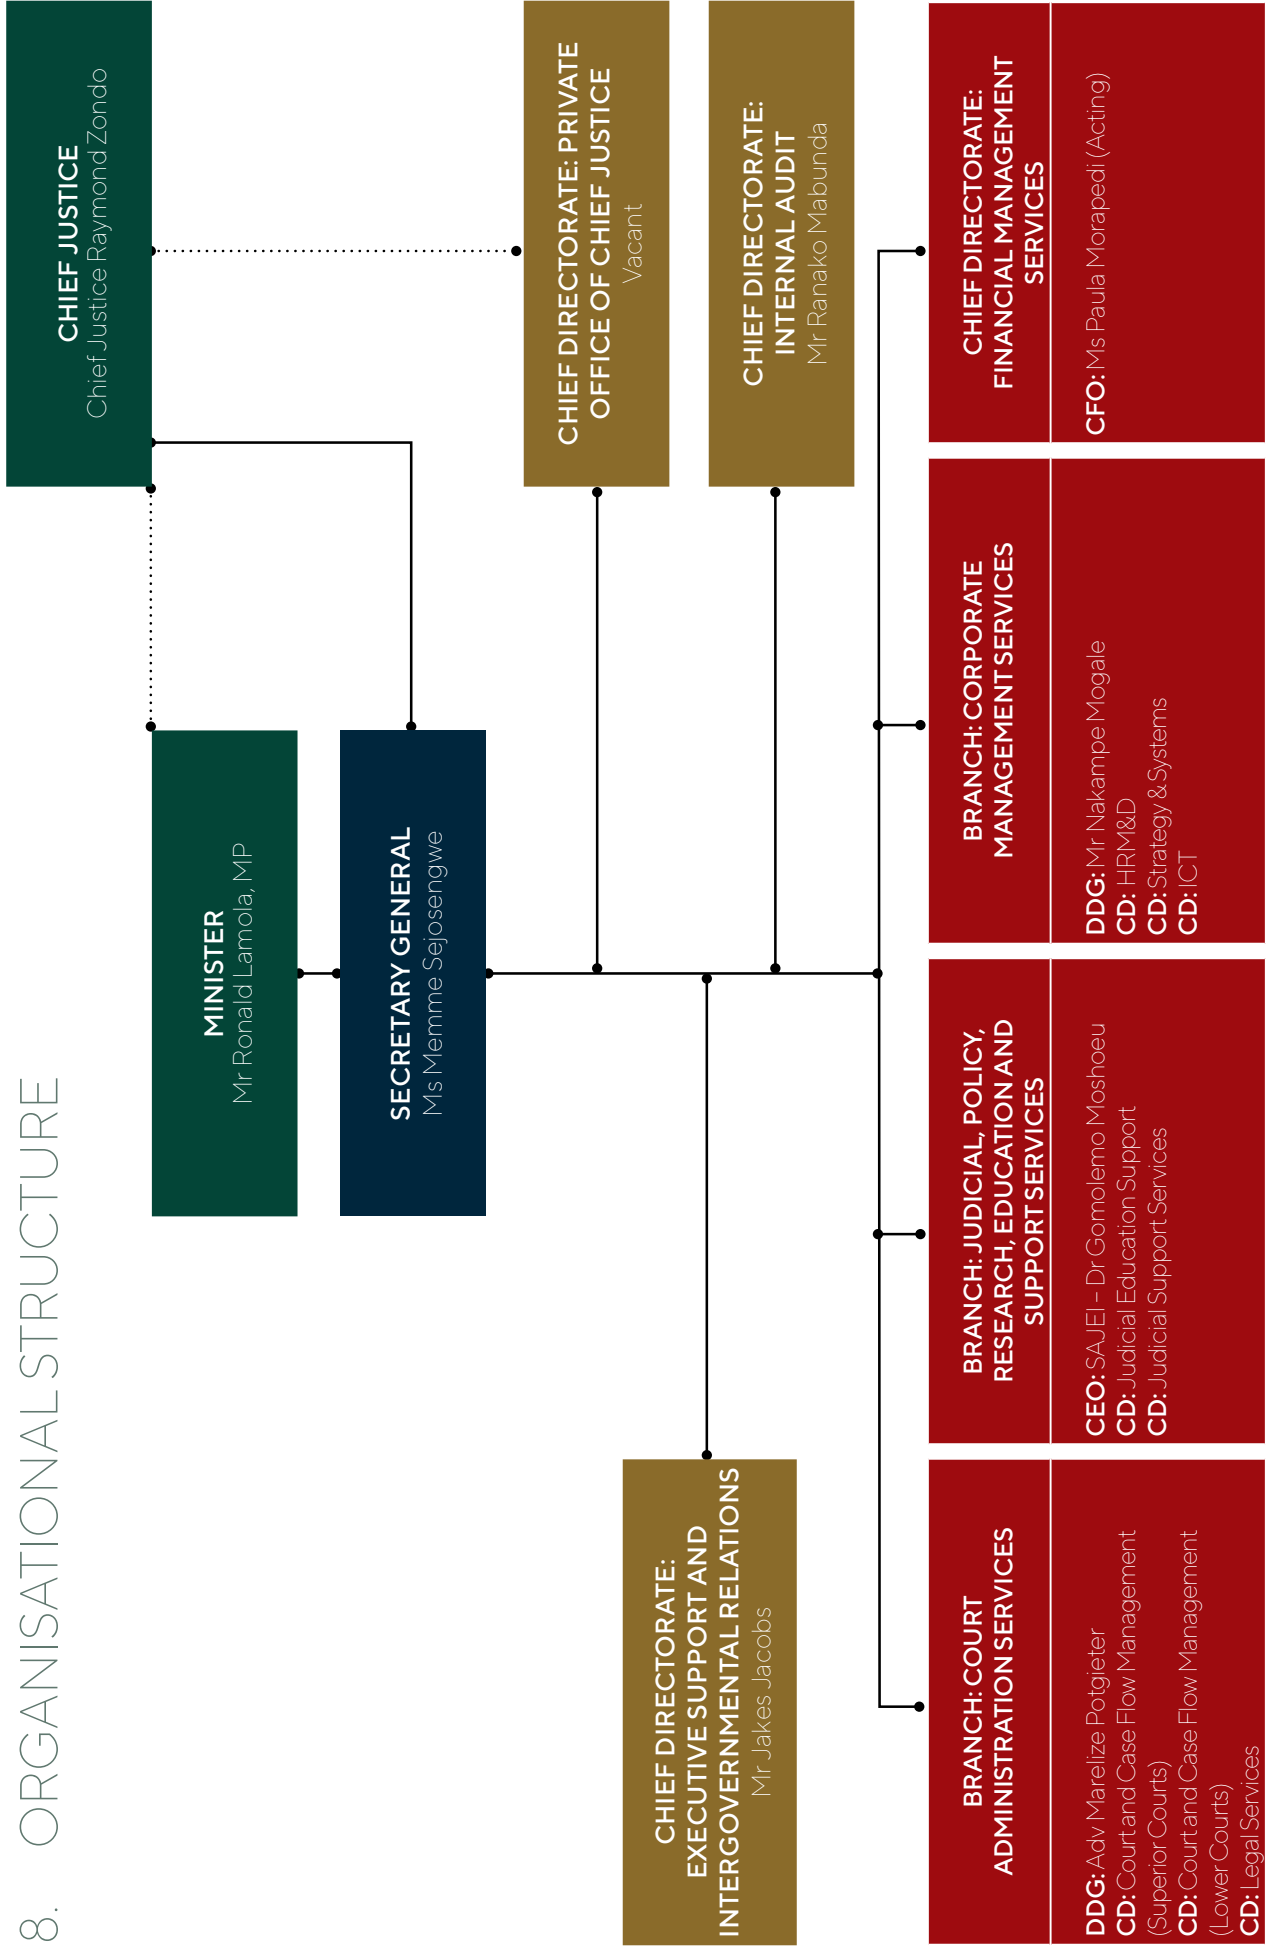 8. ORGANISATIONAL STRUCTURE
CHIEF JUSTICE
Chief Justice Raymond Zondo
MINISTER
Mr Ronald Lamola, MP
SECRETARY GENERAL
Ms Memme Sejosengwe
CHIEF DIRECTORATE: PRIVATE
OFFICE OF CHIEF JUSTICE
Vacant
CHIEF DIRECTORATE:
EXECUTIVE SUPPORT AND
INTERGOVERNMENTAL RELATIONS
Mr Jakes Jacobs
CHIEF DIRECTORATE:
INTERNAL AUDIT
Mr Ranako Mabunda
BRANCH: COURT
ADMINISTRATION SERVICES
DDG: Adv Marelize Potgieter
CD: Court and Case Flow Management
(Superior Courts)
CD: Court and Case Flow Management
(Lower Courts)
CD: Legal Services
BRANCH: JUDICIAL, POLICY,
RESEARCH, EDUCATION AND
SUPPORT SERVICES
CEO: SAJEI – Dr Gomolemo Moshoeu
CD: Judicial Education Support
CD: Judicial Support Services
BRANCH: CORPORATE
MANAGEMENT SERVICES
DDG: Mr Nakampe Mogale
CD: HRM&D
CD: Strategy & Systems
CD: ICT
CHIEF DIRECTORATE:
FINANCIAL MANAGEMENT
SERVICES
CFO: Ms Paula Morapedi (Acting)